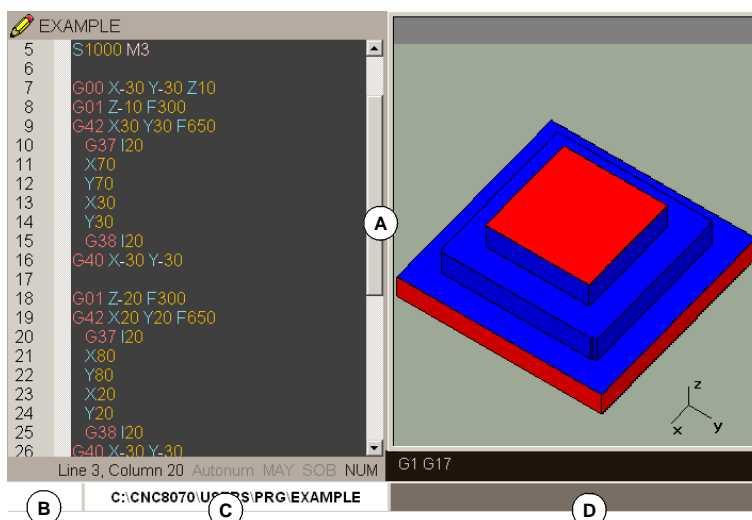 EXAMPLE
5 S1000 M3
6
7 G00 X-30 Y-30 Z10
8 G01 Z-10 F300
9 G42 X30 Y30 F650
10 G37 I20
11 X70
12 Y70
13 X30
14 Y30
15 G38 I20
16 G40 X-30 Y-30
17
18 G01 Z-20 F300
19 G42 X20 Y20 F650
20 G37 I20
21 X80
22 Y80
23 X20
24 Y20
25 G38 I20
26 G40 X-30 Y-30
A
z
x
y
Line 3, Column 20 Autonum MAY SOB NUM
G1 G17
C:\CNC8070\USERS\PRG\EXAMPLE
B
C
D